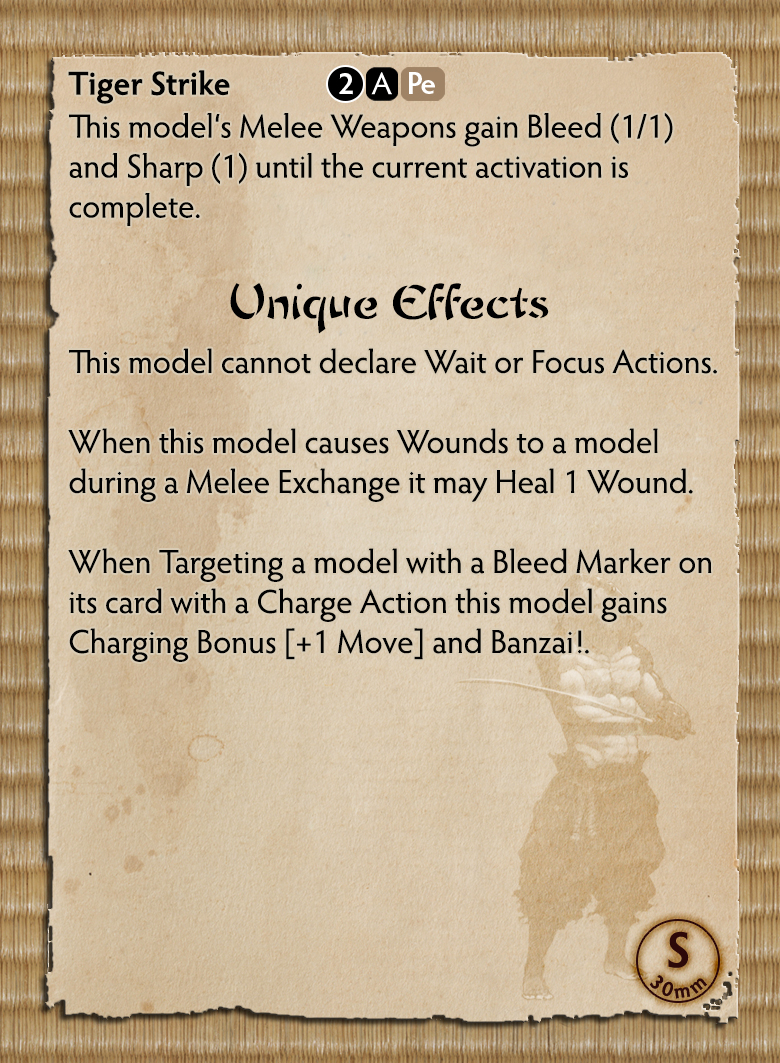 Tiger Strike 2 A Pe
This model's Melee Weapons gain Bleed (1/1)
and Sharp (1) until the current activation is
complete.
Unique Effects
This model cannot declare Wait or Focus Actions.
When this model causes Wounds to a model
during a Melee Exchange it may Heal 1 Wound.
When Targeting a model with a Bleed Marker on
its card with a Charge Action this model gains
Charging Bonus [+1 Move] and Banzai!.
S
30mm